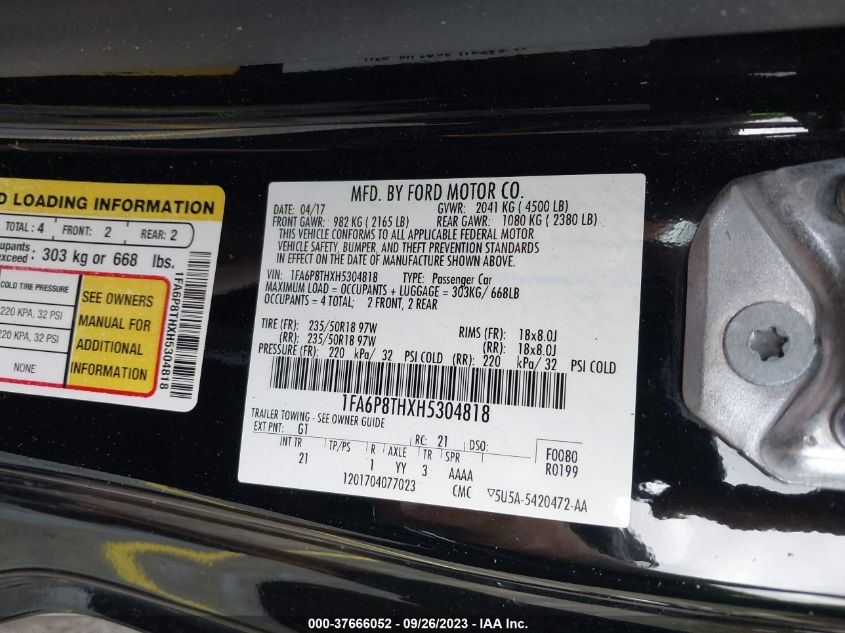 D LOADING INFORMATION
TOTAL: 4 FRONT: 2 REAR: 2
cupants
exceed: 303 kg or 668 lbs.
COLD TIRE PRESSURE
220 KPA, 32 PSI
220 KPA, 32 PSI
NONE
SEE OWNERS
MANUAL FOR
ADDITIONAL
INFORMATION
1FA6P8THXH5304818
MFD. BY FORD MOTOR CO.
DATE: 04/17 GVWR: 2041 KG ( 4500 LB)
FRONT GAWR: 982 KG ( 2165 LB) REAR GAWR: 1080 KG ( 2380 LB)
THIS VEHICLE CONFORMS TO ALL APPLICABLE FEDERAL MOTOR
VEHICLE SAFETY, BUMPER, AND THEFT PREVENTION STANDARDS
IN EFFECT ON THE DATE OF MANUFACTURE SHOWN ABOVE.
VIN: 1FA6P8THXH5304818 TYPE: Passenger Car
MAXIMUM LOAD = OCCUPANTS + LUGGAGE = 303KG/ 668LB
OCCUPANTS = 4 TOTAL; 2 FRONT, 2 REAR
TIRE (FR): 235/50R18 97W RIMS (FR): 18x8.0J
(RR): 235/50R18 97W (RR): 18x8.0J
PRESSURE (FR): 220 kPa/ 32 PSI COLD (RR): 220 kPa/ 32 PSI COLD
1FA6P8THXH5304818
TRAILER TOWING - SEE OWNER GUIDE
EXT PNT: G1 RC: 21 DSO: F0080
R0199
INT TR TP/PS R AXLE TR SPR
21 1 YY 3 AAAA
1201704077023 CMC ▽5U5A-5420472-AA
000-37666052 - 09/26/2023 - IAA Inc.